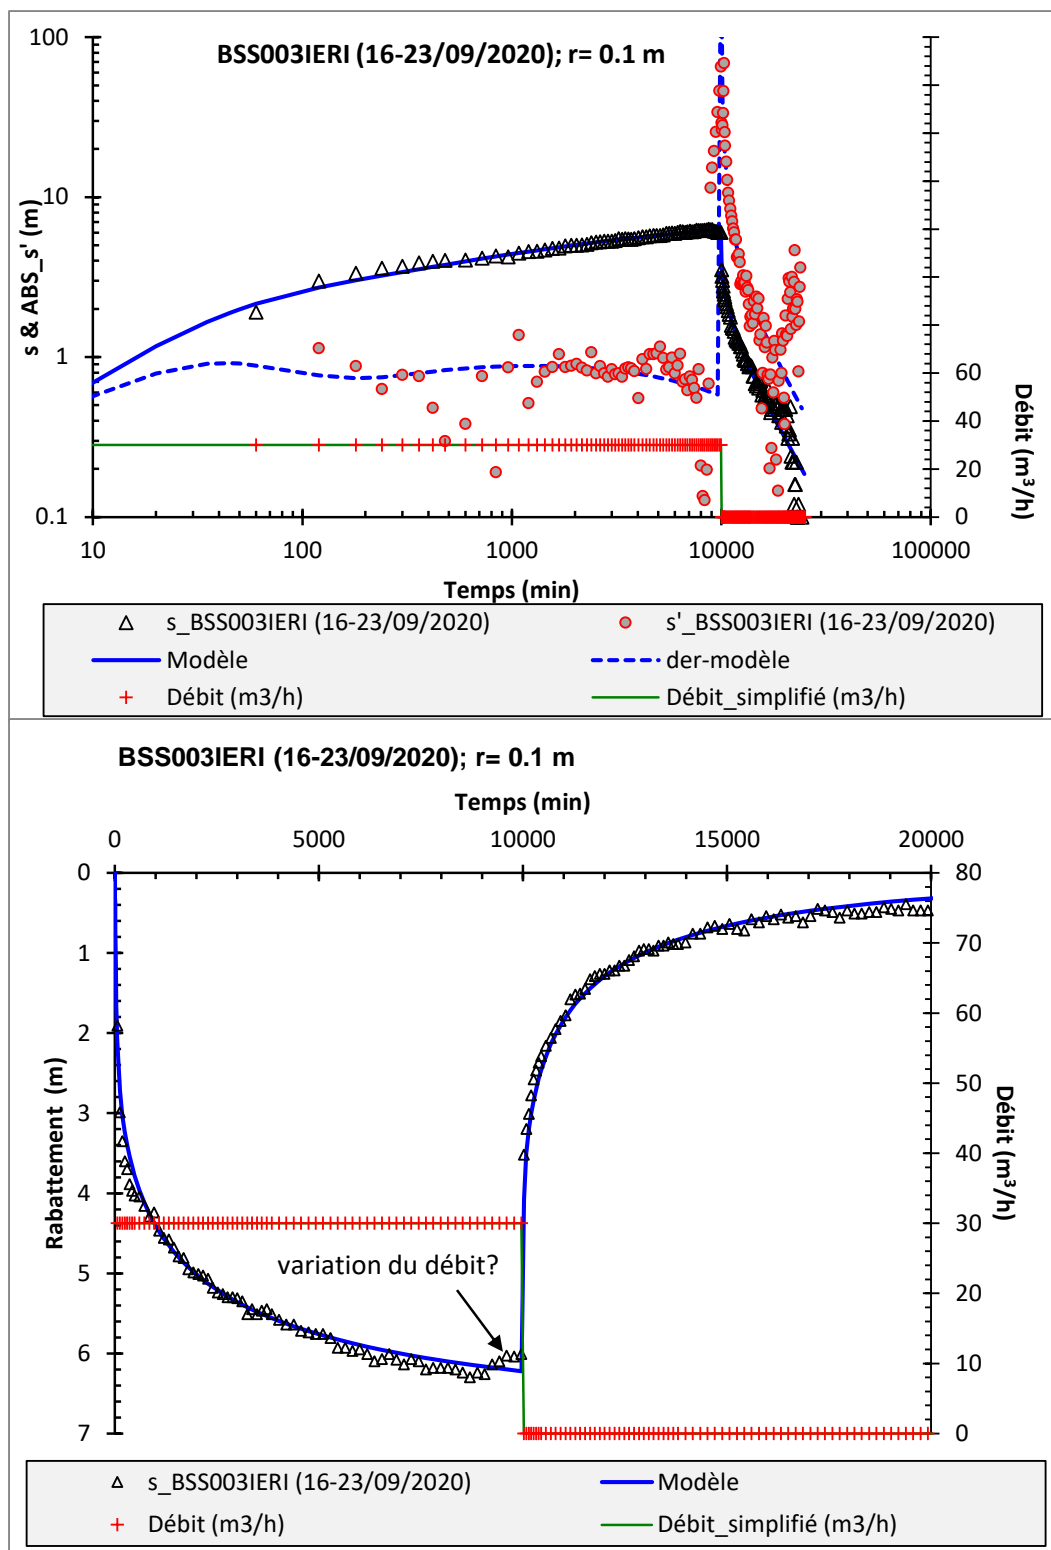 BSS003IERI (16-23/09/2020); r= 0.1 m
100
10
1
0.1
s & ABS_s' (m)
60
40
20
0
Débit (m³/h)
10 100 1000 10000 100000
Temps (min)
s_BSS003IERI (16-23/09/2020) s'_BSS003IERI (16-23/09/2020)
Modèle der-modèle
Débit (m3/h) Débit_simplifié (m3/h)
BSS003IERI (16-23/09/2020); r= 0.1 m
Temps (min)
0 5000 10000 15000 20000
0
1
2
3
4
5
6
7
Rabattement (m)
80
70
60
50
40
30
20
10
0
Débit (m³/h)
variation du débit?
s_BSS003IERI (16-23/09/2020) Modèle
Débit (m3/h) Débit_simplifié (m3/h)